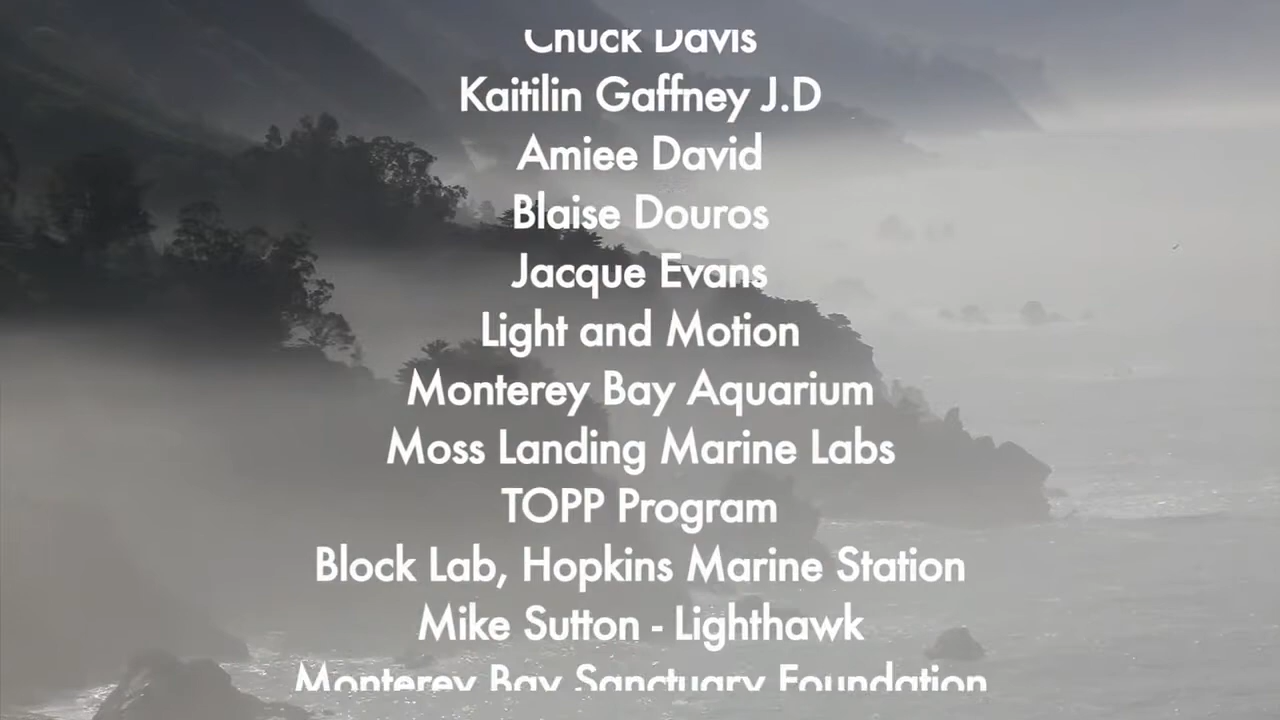 Chuck Davis
Kaitilin Gaffney J.D
Amiee David
Blaise Douros
Jacque Evans
Light and Motion
Monterey Bay Aquarium
Moss Landing Marine Labs
TOPP Program
Block Lab, Hopkins Marine Station
Mike Sutton - Lighthawk
Monterey Bay Sanctuary Foundation